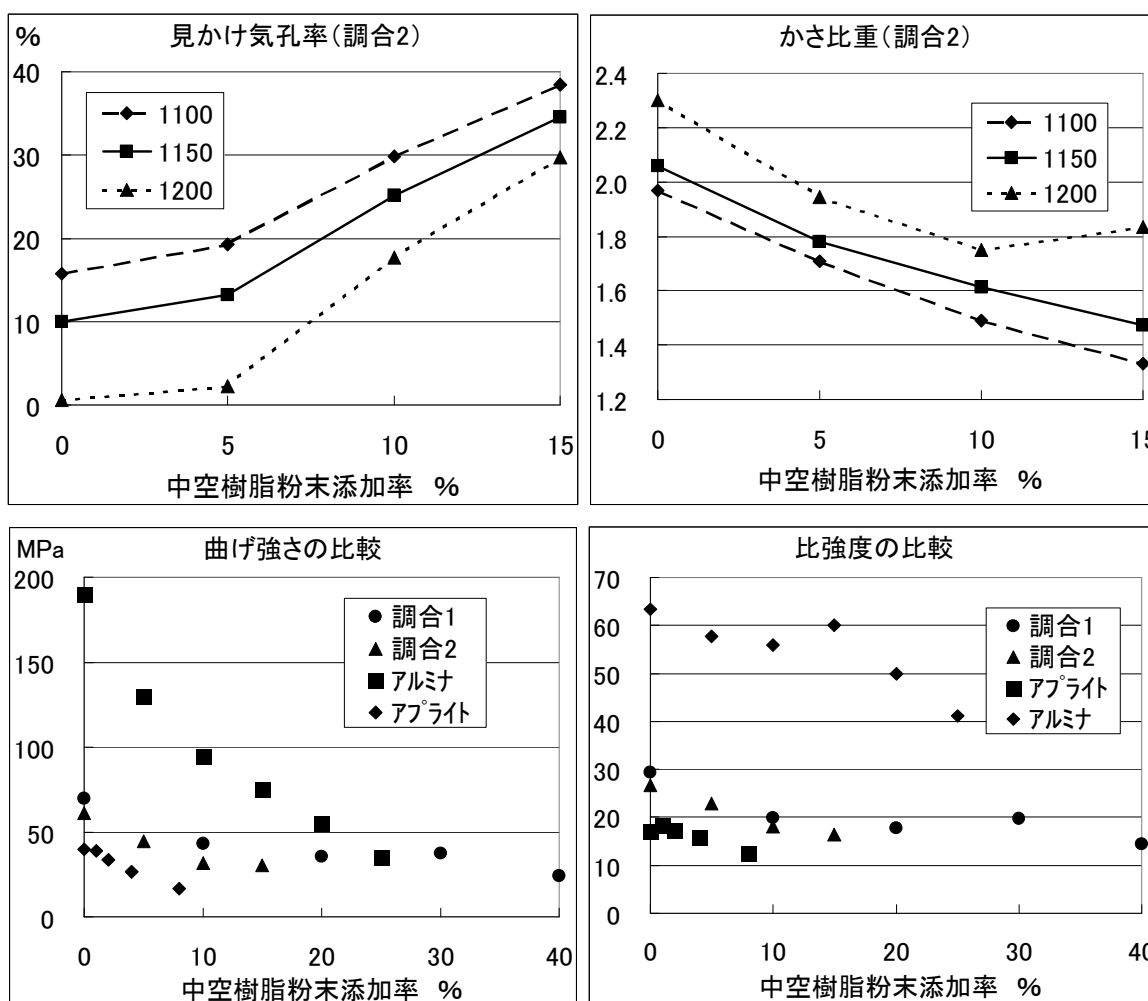 見かけ気孔率（調合2）
%
40
30
20
10
0
1100
1150
1200
0 5 10 15
中空樹脂粉末添加率 %
かさ比重（調合2）
2.4
2.2
2.0
1.8
1.6
1.4
1.2
1100
1150
1200
0 5 10 15
中空樹脂粉末添加率 %
曲げ強さの比較
MPa
200
150
100
50
0
調合1
調合2
アルミナ
アプライト
0 10 20 30 40
中空樹脂粉末添加率 %
比強度の比較
70
60
50
40
30
20
10
0
調合1
調合2
アプライト
アルミナ
0 10 20 30 40
中空樹脂粉末添加率 %